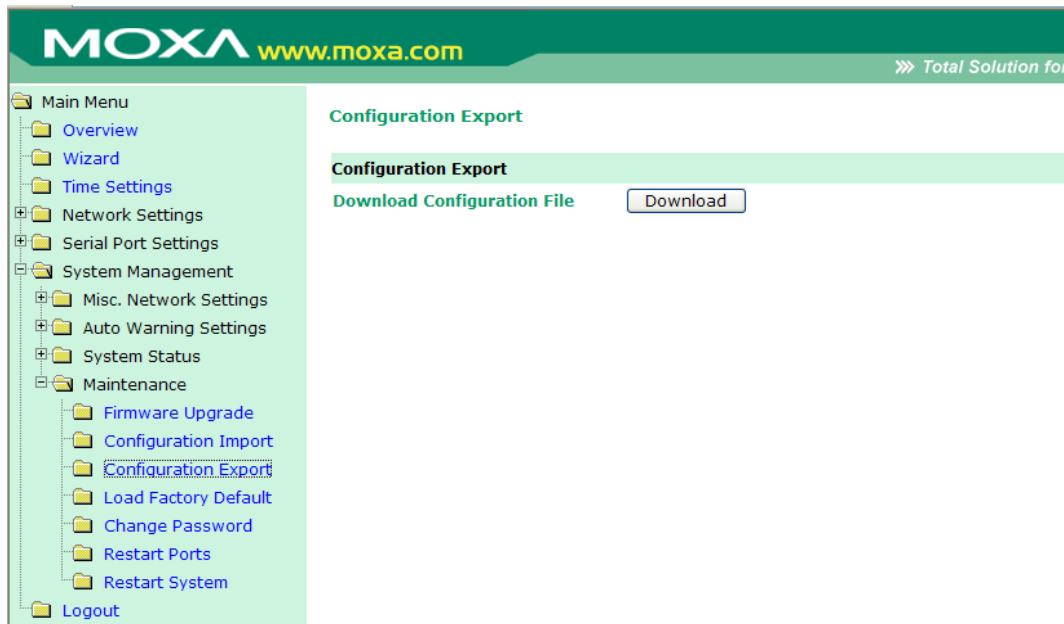 MOXA www.moxa.com
Total Solution for
Main Menu
Overview
Wizard
Time Settings
Network Settings
Serial Port Settings
System Management
Misc. Network Settings
Auto Warning Settings
System Status
Maintenance
Firmware Upgrade
Configuration Import
Configuration Export
Load Factory Default
Change Password
Restart Ports
Restart System
Logout
Configuration Export
Configuration Export
Download Configuration File Download